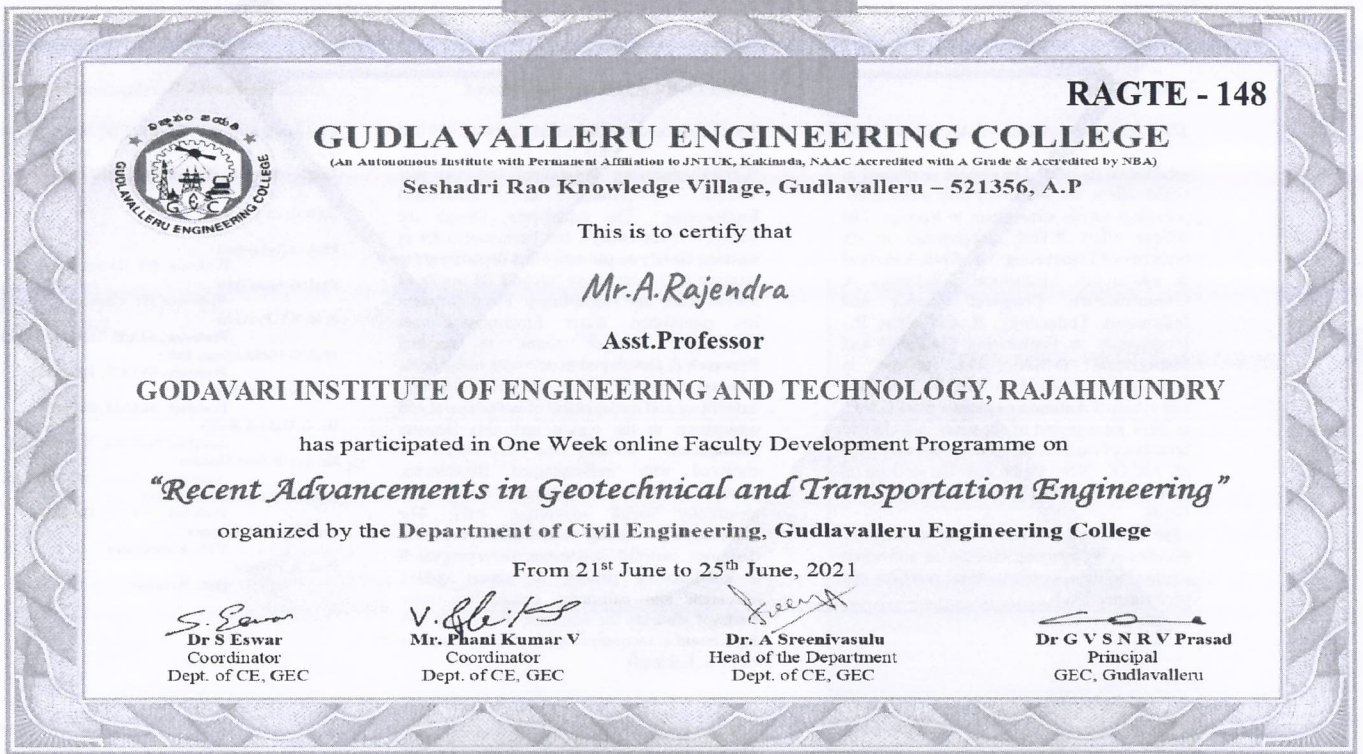 RAGTE - 148
GUDLAVALLERU ENGINEERING COLLEGE
(An Autonomous Institute with Permanent Affiliation to JNTUK, Kakinada, NAAC Accredited with A Grade & Accredited by NBA)
Seshadri Rao Knowledge Village, Gudlavalleru – 521356, A.P
GUDLAVALLERU ENGINEERING COLLEGE
This is to certify that
Mr.A.Rajendra
Asst.Professor
GODAVARI INSTITUTE OF ENGINEERING AND TECHNOLOGY, RAJAHMUNDRY
has participated in One Week online Faculty Development Programme on
“Recent Advancements in Geotechnical and Transportation Engineering”
organized by the Department of Civil Engineering, Gudlavalleru Engineering College
From 21st June to 25th June, 2021
Dr S Eswar
Coordinator
Dept. of CE, GEC
Mr. Phani Kumar V
Coordinator
Dept. of CE, GEC
Dr. A Sreenivasulu
Head of the Department
Dept. of CE, GEC
Dr G V S N R V Prasad
Principal
GEC, Gudlavalleru